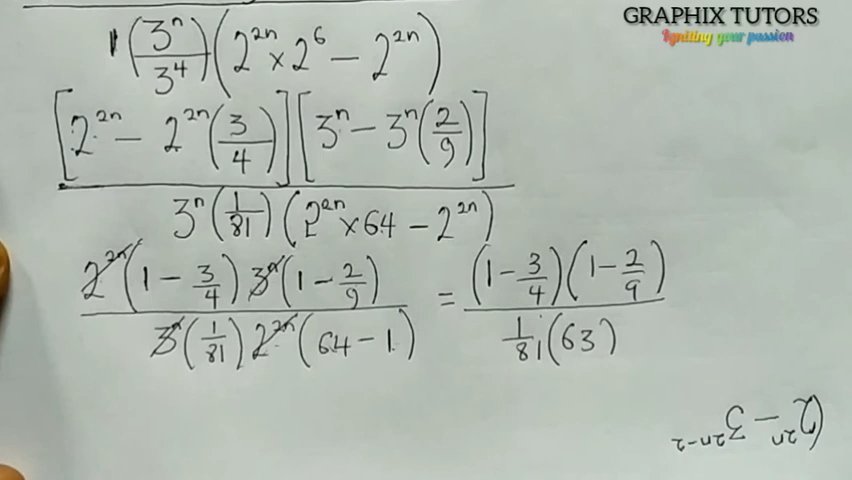 GRAPHIX TUTORS
Igniting your passion
(3^n/3^4)(2^{2n} × 2^6 − 2^{2n})
[2^{2n} − 2^{2n}(3/4)][3^n − 3^n(2/9)]
3^n(1/81)(2^{2n} × 64 − 2^{2n})
2^{2n}(1 − 3/4) 3^n(1 − 2/9) = (1 − 3/4)(1 − 2/9)
3^n(1/81) 2^{2n}(64 − 1) 1/81(63)
(2^{2n} − 3^{2n−2}